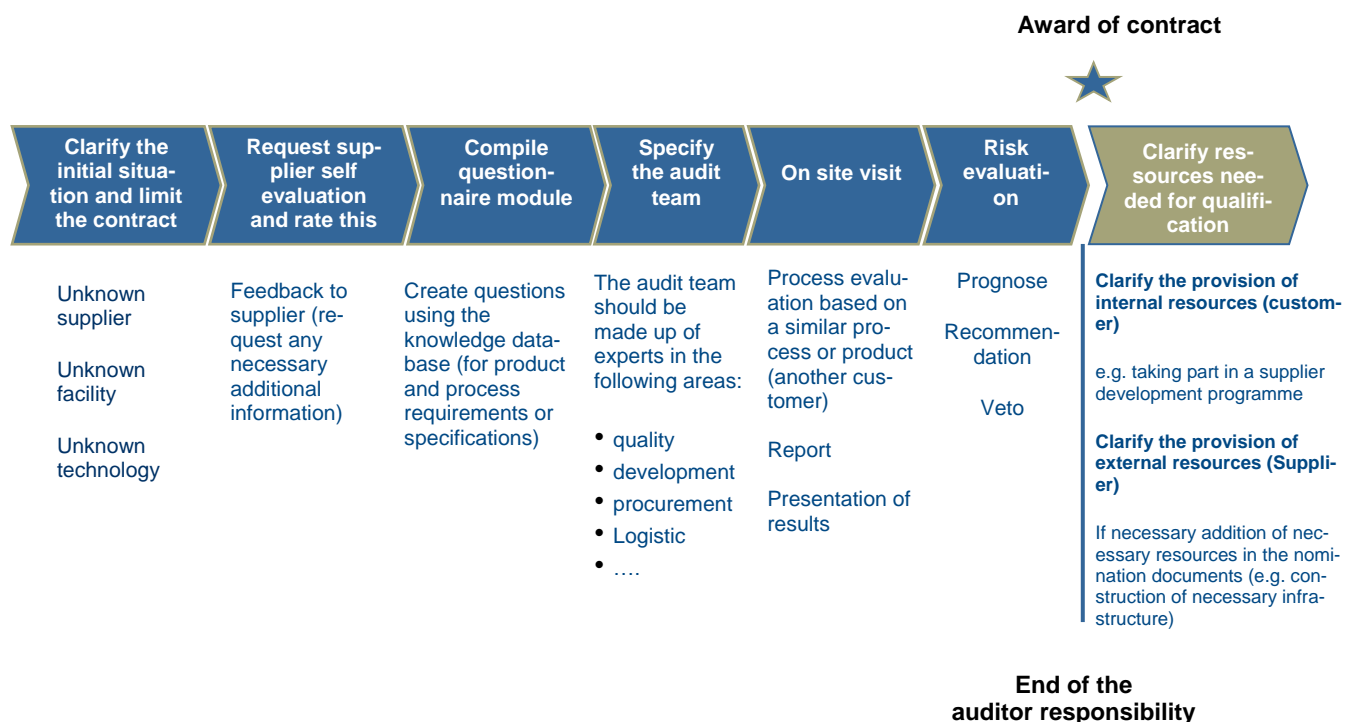 Award of contract
Clarify the
initial situa-
tion and limit
the contract
Request sup-
plier self
evaluation
and rate this
Compile
question-
naire module
Specify
the audit
team
On site visit
Risk
evaluati-
on
Clarify res-
sources nee-
ded for qualifi-
cation
Unknown
supplier
Unknown
facility
Unknown
technology
Feedback to
supplier (re-
quest any
necessary
additional
information)
Create questions
using the
knowledge data-
base (for product
and process
requirements or
specifications)
The audit team
should be
made up of
experts in the
following areas:
• quality
• development
• procurement
• Logistic
• ….
Process evalu-
ation based on
a similar pro-
cess or product
(another cus-
tomer)
Report
Presentation of
results
Prognose
Recommen-
dation
Veto
Clarify the provision of
internal resources (custom-
er)
e.g. taking part in a supplier
development programme
Clarify the provision of
external resources (Suppli-
er)
If necessary addition of nec-
essary resources in the nomi-
nation documents (e.g. con-
struction of necessary infra-
structure)
End of the
auditor responsibility